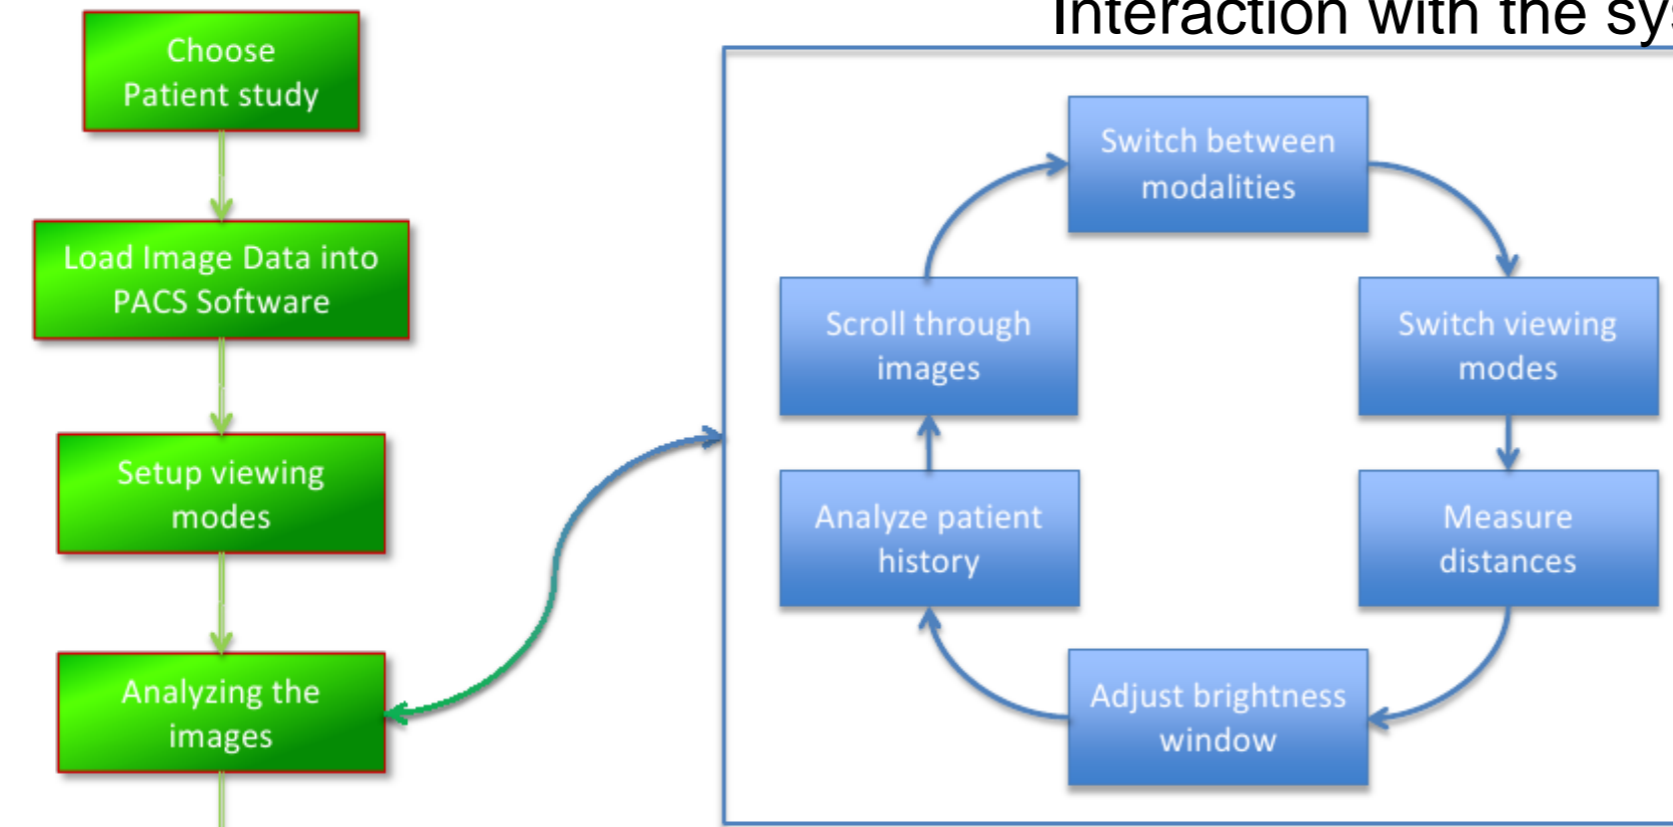 Interaction with the sys
Choose
Patient study
Load Image Data into
PACS Software
Setup viewing
modes
Analyzing the
images
Switch between
modalities
Switch viewing
modes
Measure
distances
Adjust brightness
window
Analyze patient
history
Scroll through
images